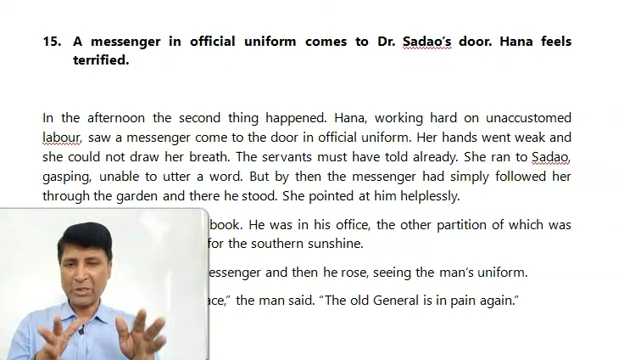 15. A messenger in official uniform comes to Dr. Sadao's door. Hana feels
terrified.
In the afternoon the second thing happened. Hana, working hard on unaccustomed
labour, saw a messenger come to the door in official uniform. Her hands went weak and
she could not draw her breath. The servants must have told already. She ran to Sadao,
gasping, unable to utter a word. But by then the messenger had simply followed her
through the garden and there he stood. She pointed at him helplessly.
book. He was in his office, the other partition of which was
for the southern sunshine.
and then he rose, seeing the man's uniform.
the man said. “The old General is in pain again.”